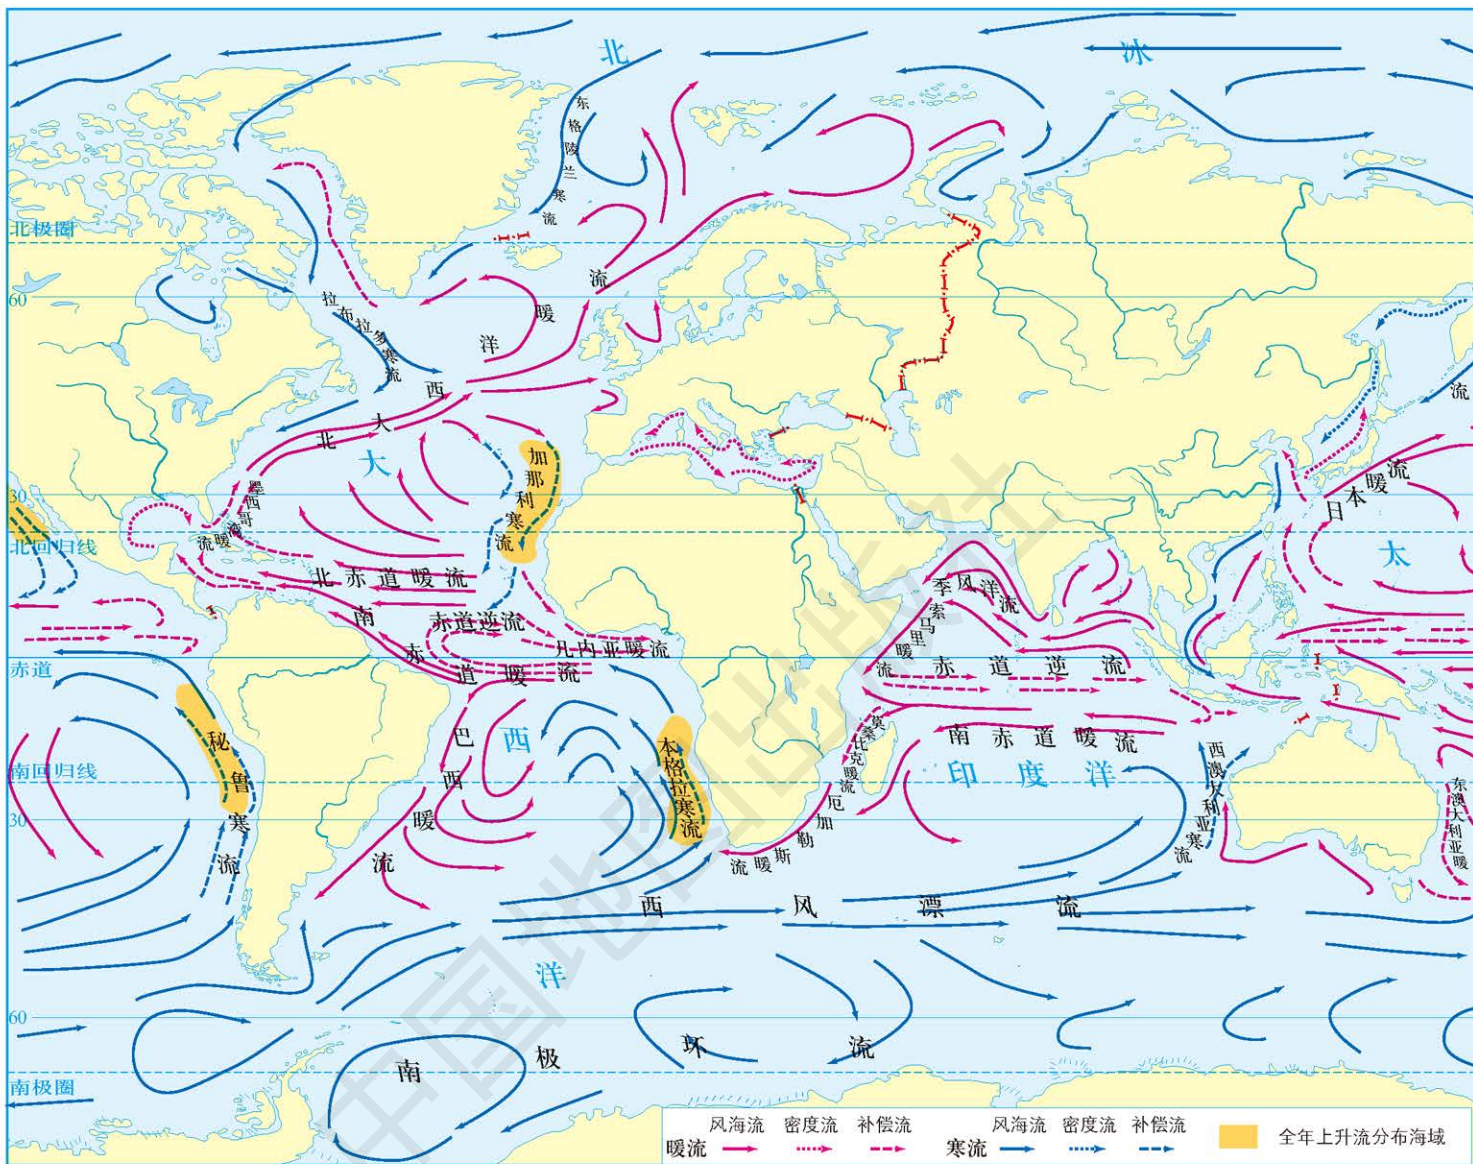 北
冰
东格陵兰寒流
北极圈
60
拉布拉多寒流
北大西洋暖流
大
西
洋
加那利寒流
30
墨西哥湾暖流
北回归线
北赤道暖流
赤道逆流
几内亚暖流
南赤道暖流
赤道
季风洋流
索马里暖流
赤道逆流
流
日本暖流
太
秘鲁寒流
巴西暖流
本格拉寒流
莫桑比克暖流
厄加勒斯暖流
南赤道暖流
印度洋
西澳大利亚寒流
东澳大利亚暖
南回归线
30
西风漂流
60
南极环流
南极圈
中国地图出版社
风海流 密度流 补偿流 风海流 密度流 补偿流
暖流 寒流 全年上升流分布海域